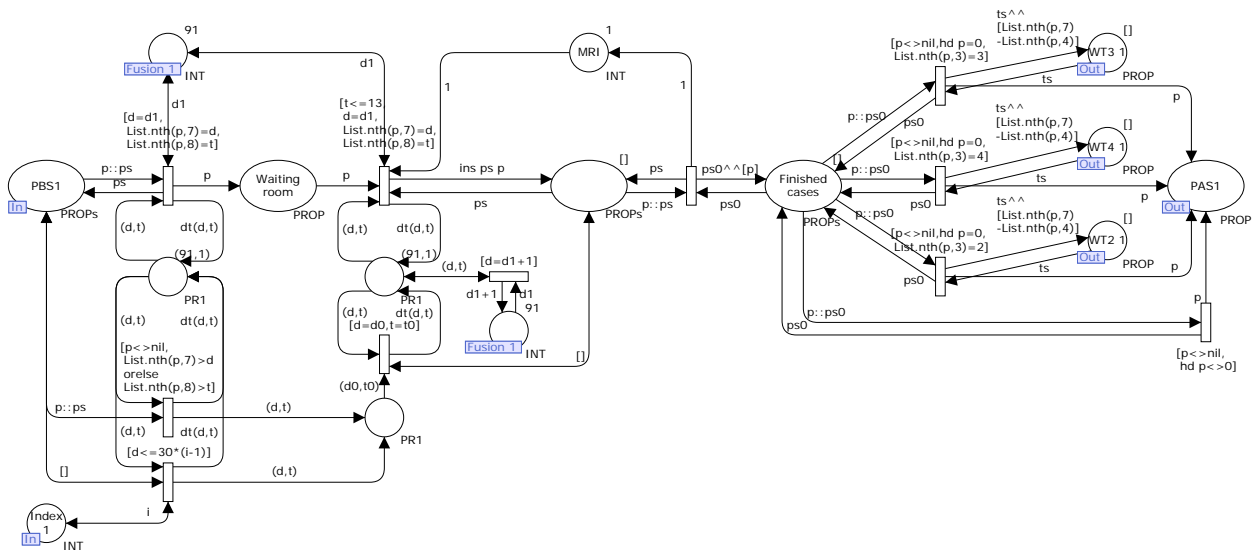 91
Fusion 1
INT
d1
d1
[d=d1,
List.nth(p,7)=d,
List.nth(p,8)=t]
p::ps
ps
PBS1
In
PROPs
p
Waiting
room
PROP
p
[t<=13,
d=d1,
List.nth(p,7)=d,
List.nth(p,8)=t]
1
MRI
1
INT
1
ins ps p
ps
[]
PROPs
ps
p::ps
ps0^^[p]
ps0
Finished
cases
[]
PROPs
(d,t)
dt(d,t)
(91,1)
PR1
(d,t)
dt(d,t)
(91,1)
PR1
(d,t)
[d=d1+1]
d1+1
d1
91
Fusion 1
INT
(d,t)
dt(d,t)
[d=d0,t=t0]
[]
(d0,t0)
PR1
(d,t)
dt(d,t)
[p<>nil,
List.nth(p,7)>d
orelse
List.nth(p,8)>t]
p::ps
(d,t)
(d,t)
dt(d,t)
[d<=30*(i-1)]
[]
(d,t)
i
Index
1
In
INT
[p<>nil,hd p=0,
List.nth(p,3)=3]
ts^^
[List.nth(p,7)
-List.nth(p,4)]
ts
WT3 1
[]
Out
PROP
p
p::ps0
ps0
[p<>nil,hd p=0,
List.nth(p,3)=4]
ts^^
[List.nth(p,7)
-List.nth(p,4)]
WT4 1
[]
Out
PROP
p::ps0
ps0
ts
p
PAS1
Out
PROP
[p<>nil,hd p=0,
List.nth(p,3)=2]
ts^^
[List.nth(p,7)
-List.nth(p,4)]
WT2 1
[]
Out
PROP
p::ps0
ps0
ts
p
p::ps0
ps0
p
[p<>nil,
hd p<>0]